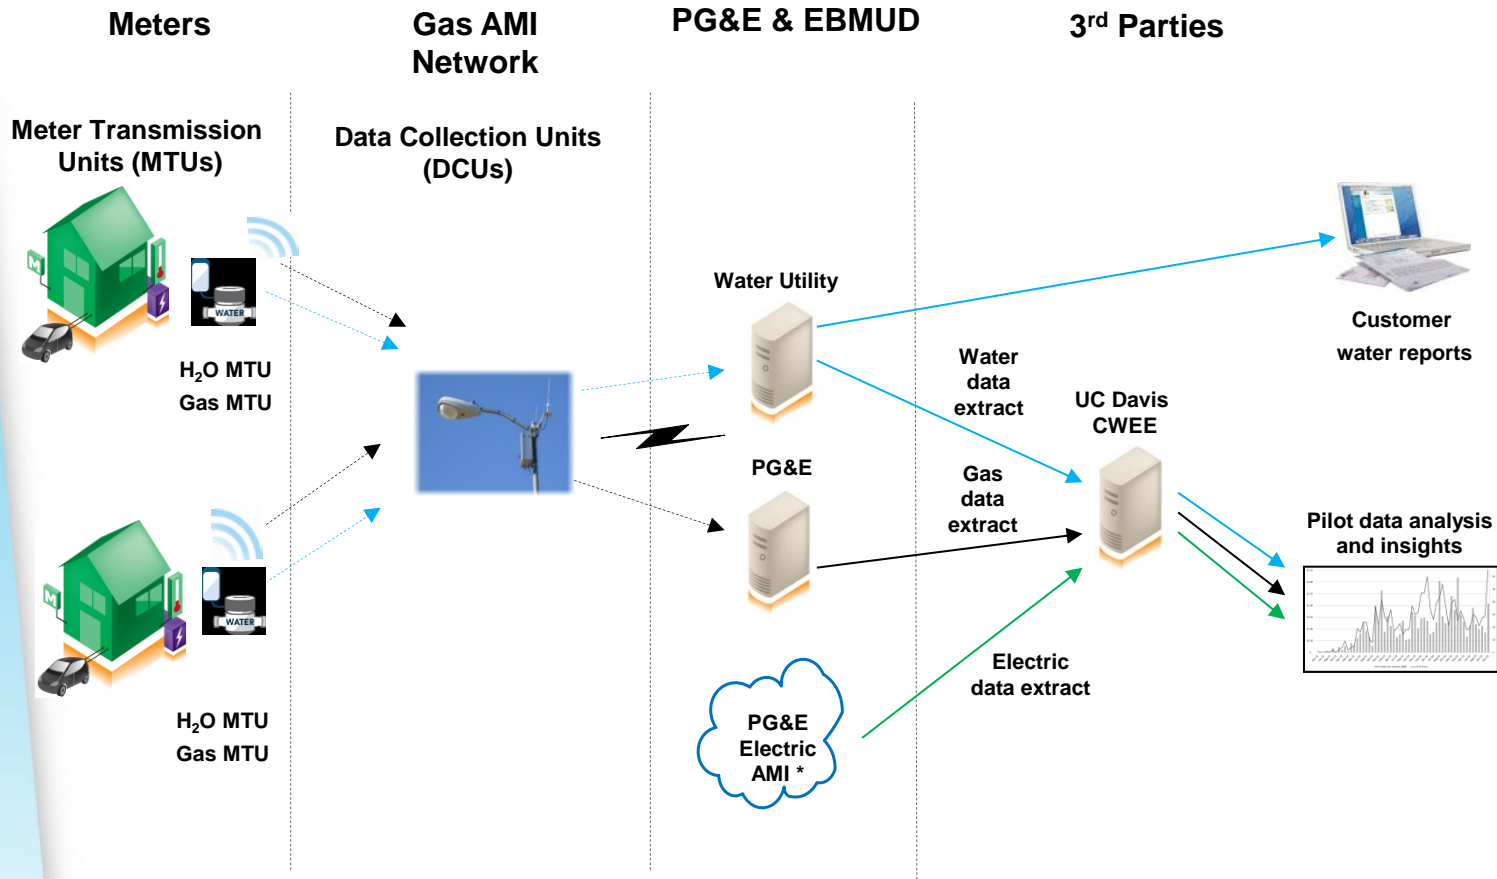 Meters
Gas AMI
Network
PG&E & EBMUD
3rd Parties
Meter Transmission
Units (MTUs)
Data Collection Units
(DCUs)
M
WATER
H2O MTU
Gas MTU
Water Utility
Customer
water reports
Water
data
extract
UC Davis
CWEE
PG&E
Gas
data
extract
Pilot data analysis
and insights
M
WATER
H2O MTU
Gas MTU
Electric
data extract
PG&E
Electric
AMI *